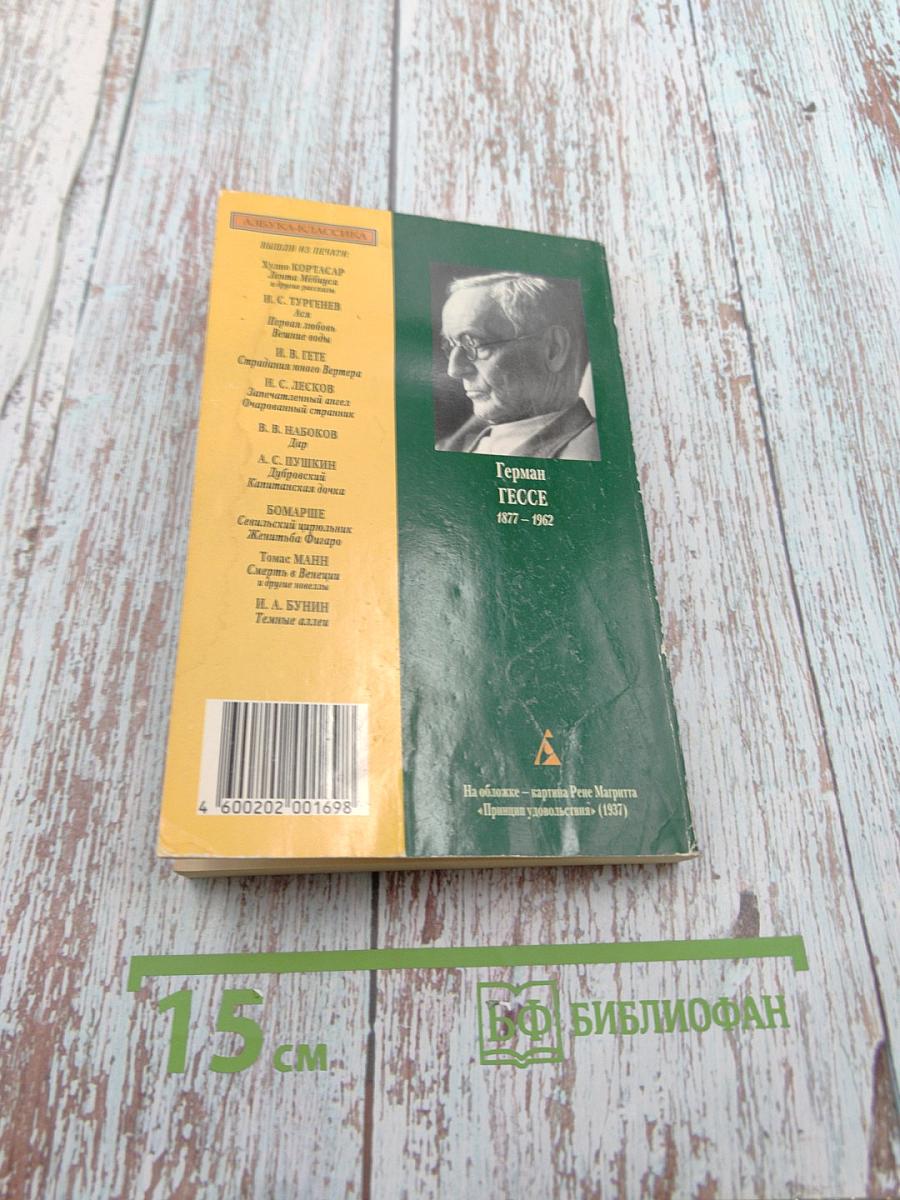 АЗБУКА-КЛАССИКА
ВЫШЛИ ИЗ ПЕЧАТИ:
Хулио КОРТАСАР
Лента Мёбиуса
и другие рассказы
И. С. ТУРГЕНЕВ
Ася
Первая любовь
Вешние воды
И. В. ГЕТЕ
Страдания юного Вертера
Н. С. ЛЕСКОВ
Запечатленный ангел
Очарованный странник
В. В. НАБОКОВ
Дар
А. С. ПУШКИН
Дубровский
Капитанская дочка
БОМАРШЕ
Севильский цирюльник
Женитьба Фигаро
Томас МАНН
Смерть в Венеции
и другие новеллы
И. А. БУНИН
Темные аллеи
4 600202 001698
Герман
ГЕССЕ
1877 – 1962
На обложке – картина Рене Магритта
«Принцип удовольствия» (1937)
15 см
БФ БИБЛИОФАН